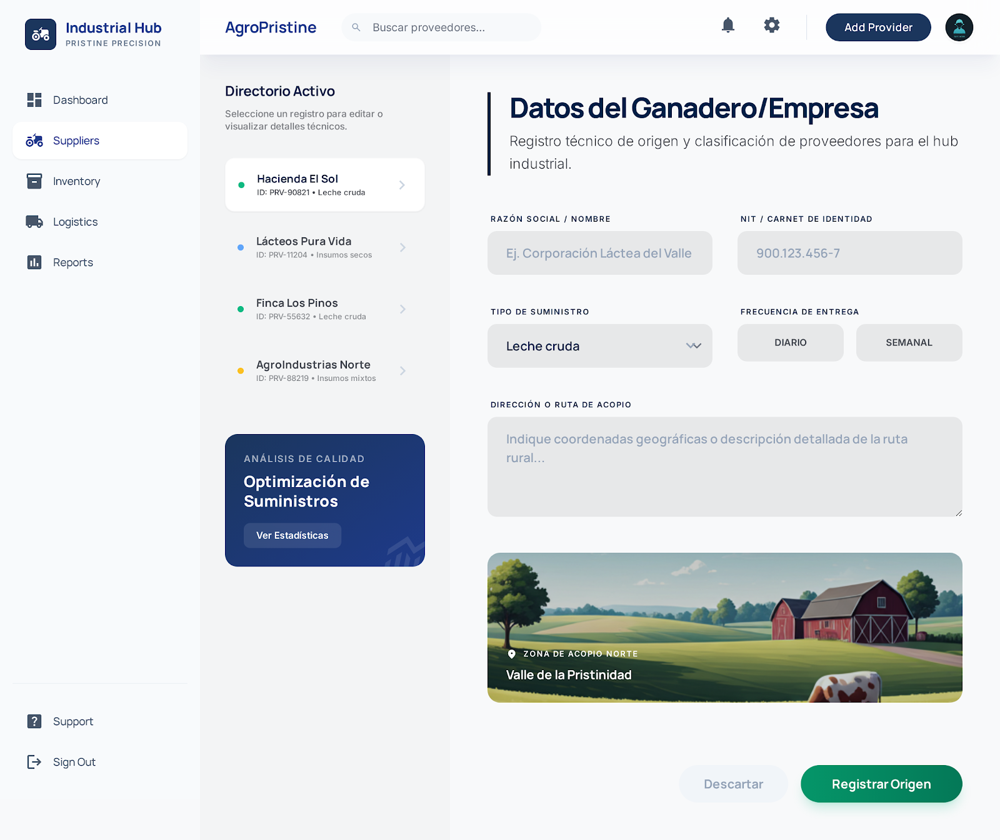 Industrial Hub
PRISTINE PRECISION
Dashboard
Suppliers
Inventory
Logistics
Reports
Support
Sign Out
AgroPristine
Buscar proveedores...
Add Provider
Directorio Activo
Seleccione un registro para editar o
visualizar detalles técnicos.
Hacienda El Sol
ID: PRV-90821 • Leche cruda
Lácteos Pura Vida
ID: PRV-11204 • Insumos secos
Finca Los Pinos
ID: PRV-55632 • Leche cruda
AgroIndustrias Norte
ID: PRV-88219 • Insumos mixtos
ANÁLISIS DE CALIDAD
Optimización de
Suministros
Ver Estadísticas
Datos del Ganadero/Empresa
Registro técnico de origen y clasificación de proveedores para el hub
industrial.
RAZÓN SOCIAL / NOMBRE
Ej. Corporación Láctea del Valle
NIT / CARNET DE IDENTIDAD
900.123.456-7
TIPO DE SUMINISTRO
Leche cruda
FRECUENCIA DE ENTREGA
DIARIO
SEMANAL
DIRECCIÓN O RUTA DE ACOPIO
Indique coordenadas geográficas o descripción detallada de la ruta
rural...
ZONA DE ACOPIO NORTE
Valle de la Pristinidad
Descartar
Registrar Origen